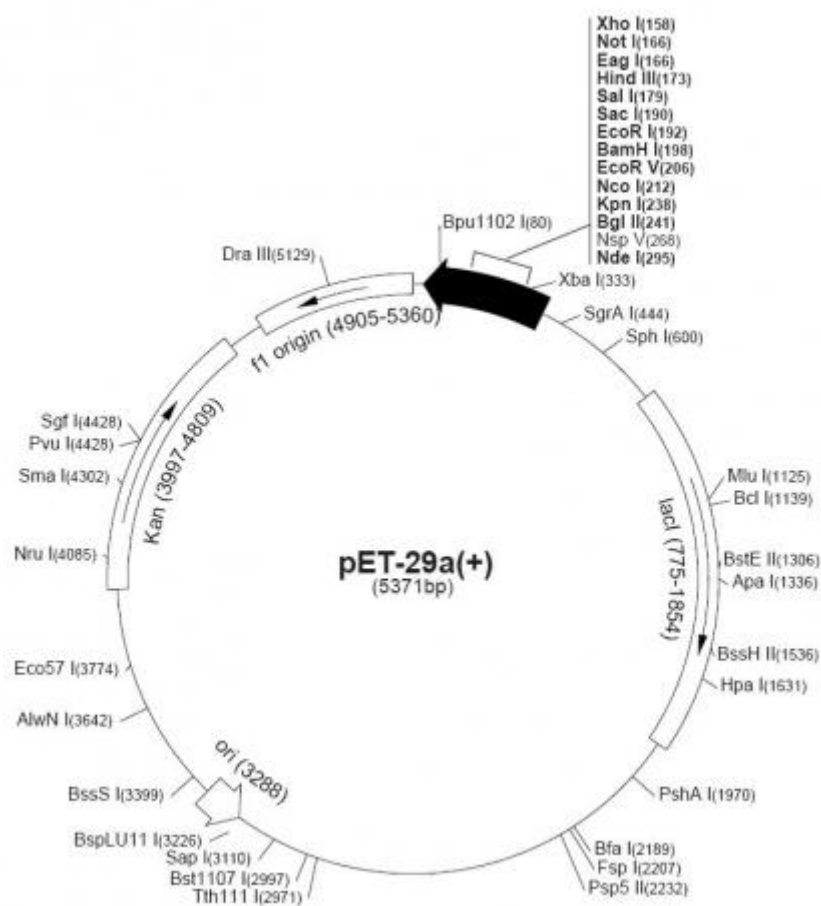 Xho I(158)
Not I(166)
Eag I(166)
Hind III(173)
Sal I(179)
Sac I(190)
EcoR I(192)
BamH I(198)
EcoR V(206)
Nco I(212)
Kpn I(238)
Bgl II(241)
Nsp V(268)
Nde I(295)
Bpu1102 I(80)
Xba I(333)
SgrA I(444)
Sph I(600)
Dra III(5129)
f1 origin (4905-5360)
Sgf I(4428)
Pvu I(4428)
Sma I(4302)
Kan (3997-4809)
Nru I(4085)
Mlu I(1125)
Bcl I(1139)
lacI (775-1854)
BstE II(1306)
Apa I(1336)
BssH II(1536)
Hpa I(1631)
pET-29a(+)
(5371bp)
Eco57 I(3774)
AlwN I(3642)
ori (3288)
BssS I(3399)
BspLU11 I(3226)
Sap I(3110)
Bst1107 I(2997)
Tth111 I(2971)
PshA I(1970)
Bfa I(2189)
Fsp I(2207)
Psp5 II(2232)